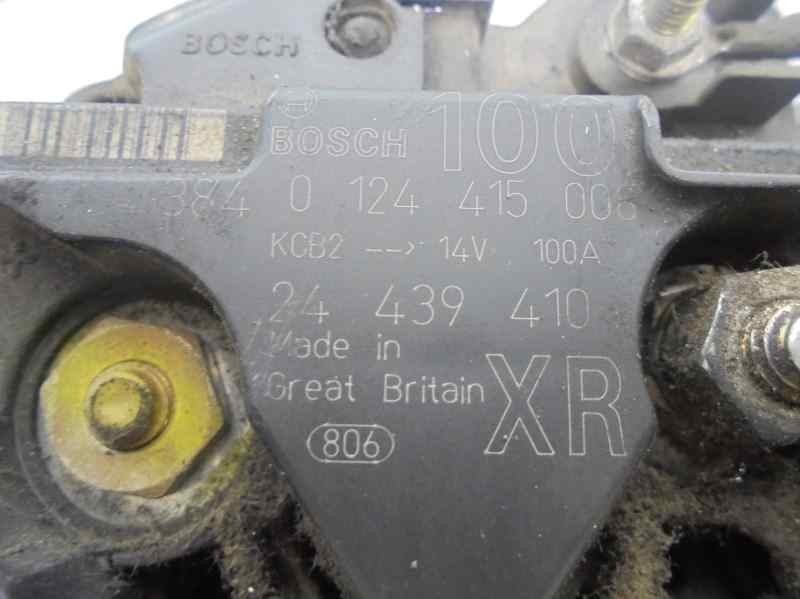 BOSCH
BOSCH 100
384 0 124 415 008
KCB2 --> 14V 100A
24 439 410
Made in
Great Britain XR
806